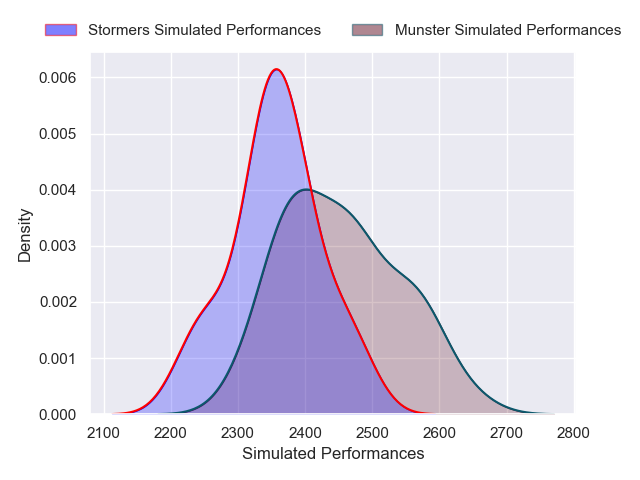 Stormers Simulated Performances Munster Simulated Performances
0.006
0.005
0.004
0.003
0.002
0.001
0.000
Density
2100 2200 2300 2400 2500 2600 2700 2800
Simulated Performances